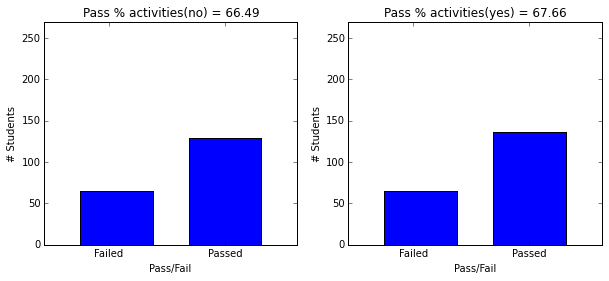 Pass % activities(no) = 66.49
250
200
150
100
50
0
# Students
Failed Passed
Pass/Fail
Pass % activities(yes) = 67.66
250
200
150
100
50
0
# Students
Failed Passed
Pass/Fail